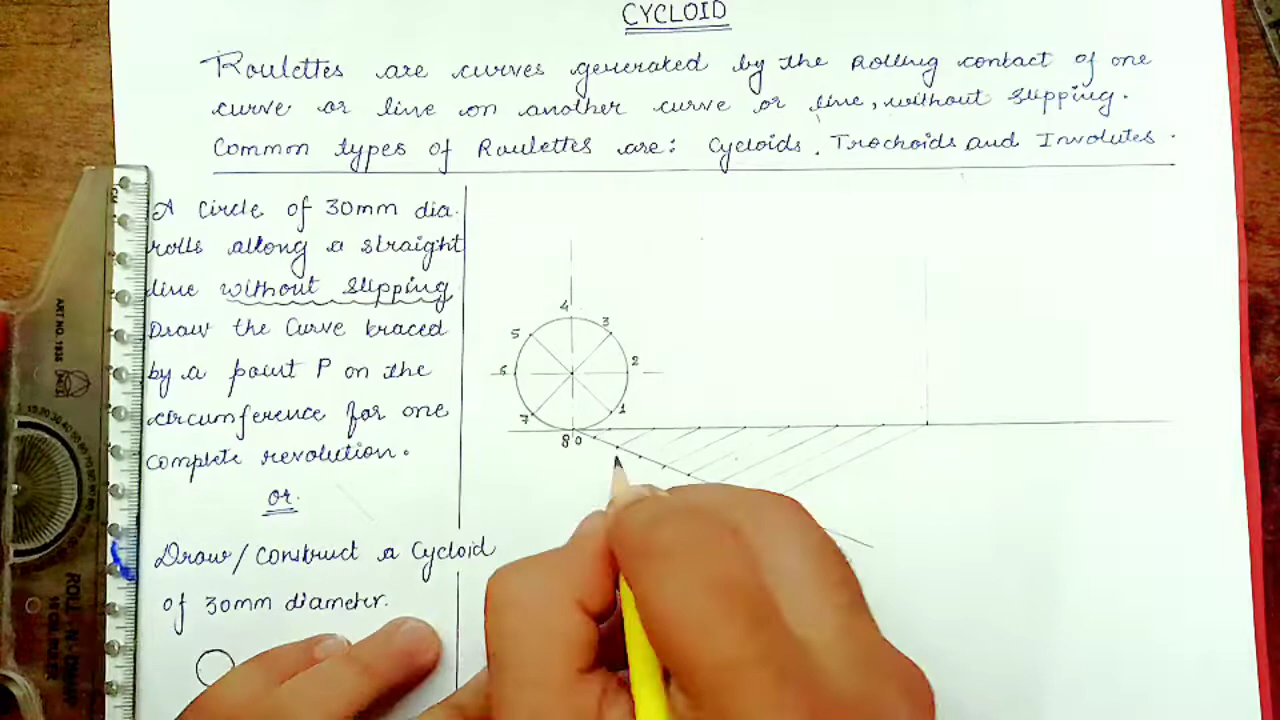 CYCLOID
Roulettes are curves generated by the Rolling contact of one
curve or line on another curve or line, without slipping.
Common types of Roulettes are: Cycloids, Trochoids and Involutes.
A Circle of 30mm dia.
rolls along a straight
line without slipping
Draw the Curve traced
by a point P on the
circumference for one
complete revolution.
or.
Draw/Construct a Cycloid
of 30mm diameter.
4
5
3
6
2
7
1
8 0
ROLL-N-DRAW